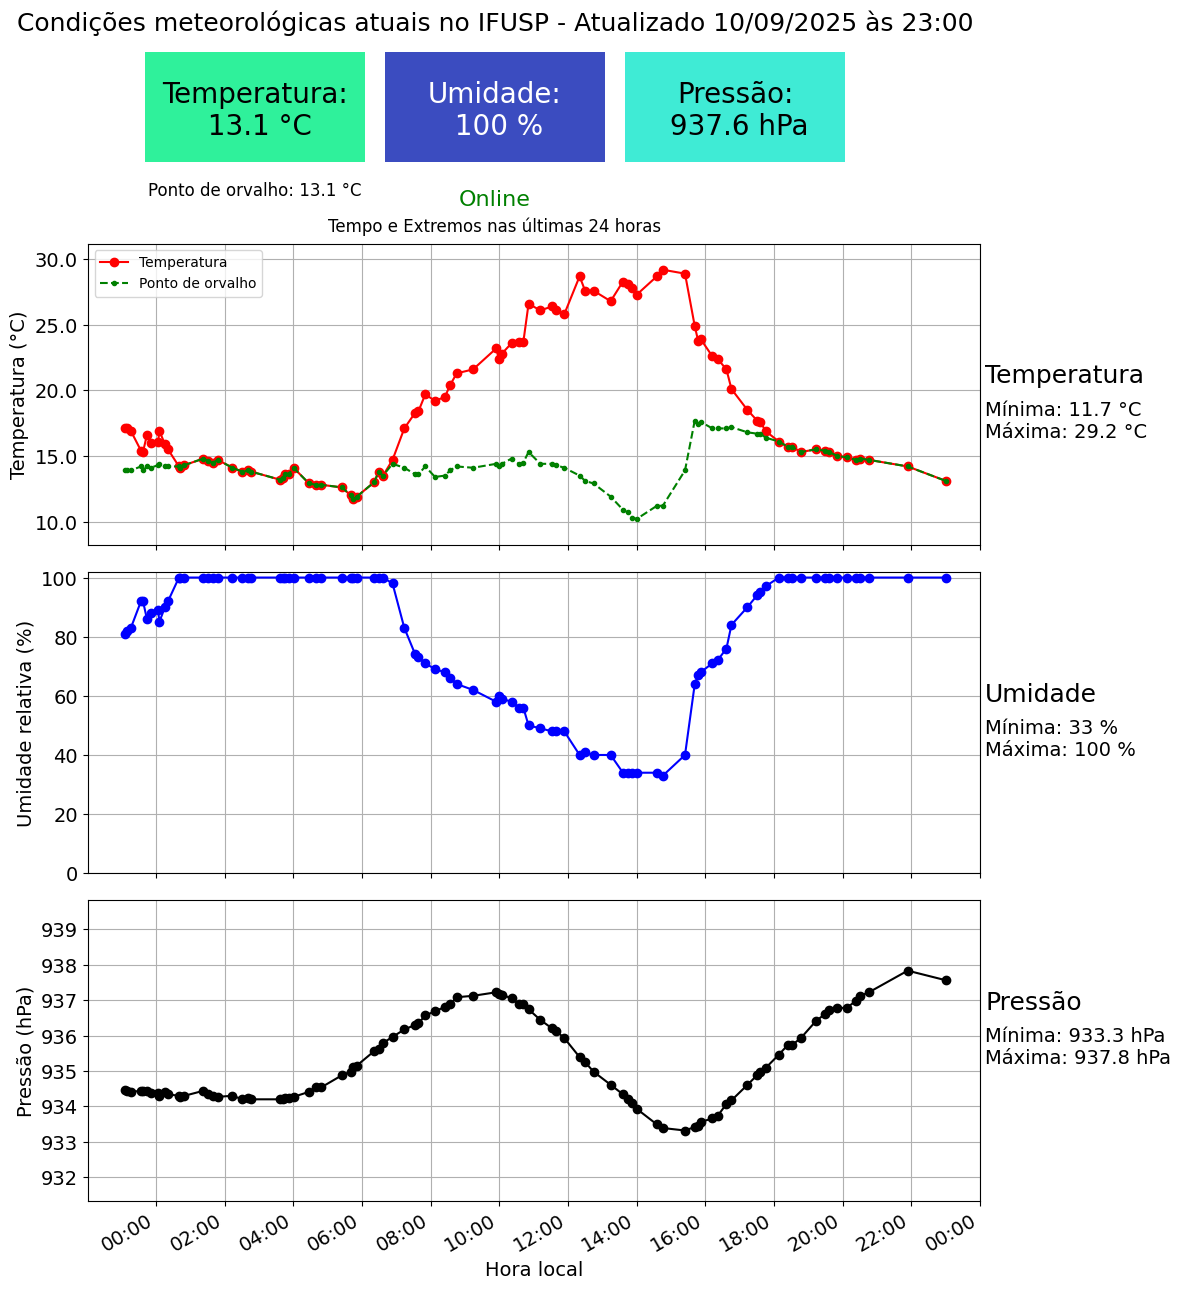 Condições meteorológicas atuais no IFUSP - Atualizado 10/09/2025 às 23:00
Temperatura:
13.1 °C
Umidade:
100 %
Pressão:
937.6 hPa
Ponto de orvalho: 13.1 °C
Online
Tempo e Extremos nas últimas 24 horas
Temperatura
Ponto de orvalho
Temperatura (°C)
30.0
25.0
20.0
15.0
10.0
Temperatura
Mínima: 11.7 °C
Máxima: 29.2 °C
Umidade relativa (%)
100
80
60
40
20
0
Umidade
Mínima: 33 %
Máxima: 100 %
Pressão (hPa)
939
938
937
936
935
934
933
932
Pressão
Mínima: 933.3 hPa
Máxima: 937.8 hPa
00:00 02:00 04:00 06:00 08:00 10:00 12:00 14:00 16:00 18:00 20:00 22:00 00:00
Hora local